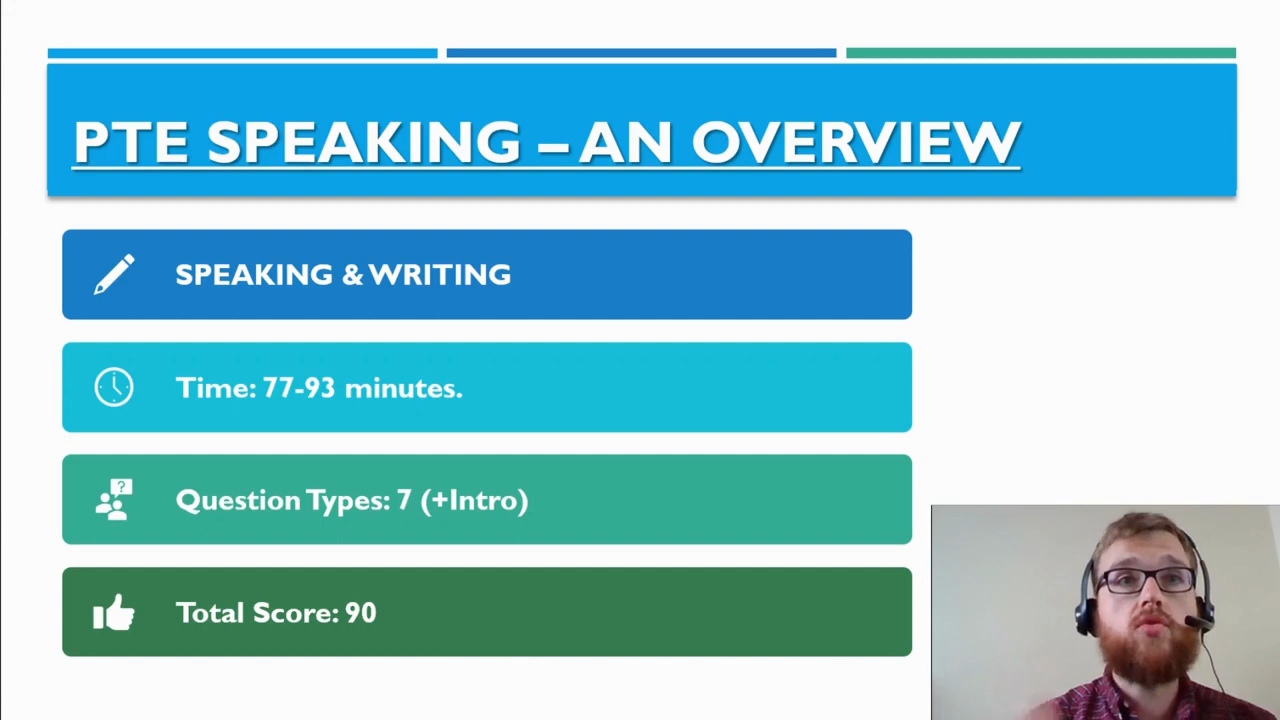 PTE SPEAKING – AN OVERVIEW
SPEAKING & WRITING
Time: 77-93 minutes.
?
Question Types: 7 (+Intro)
Total Score: 90